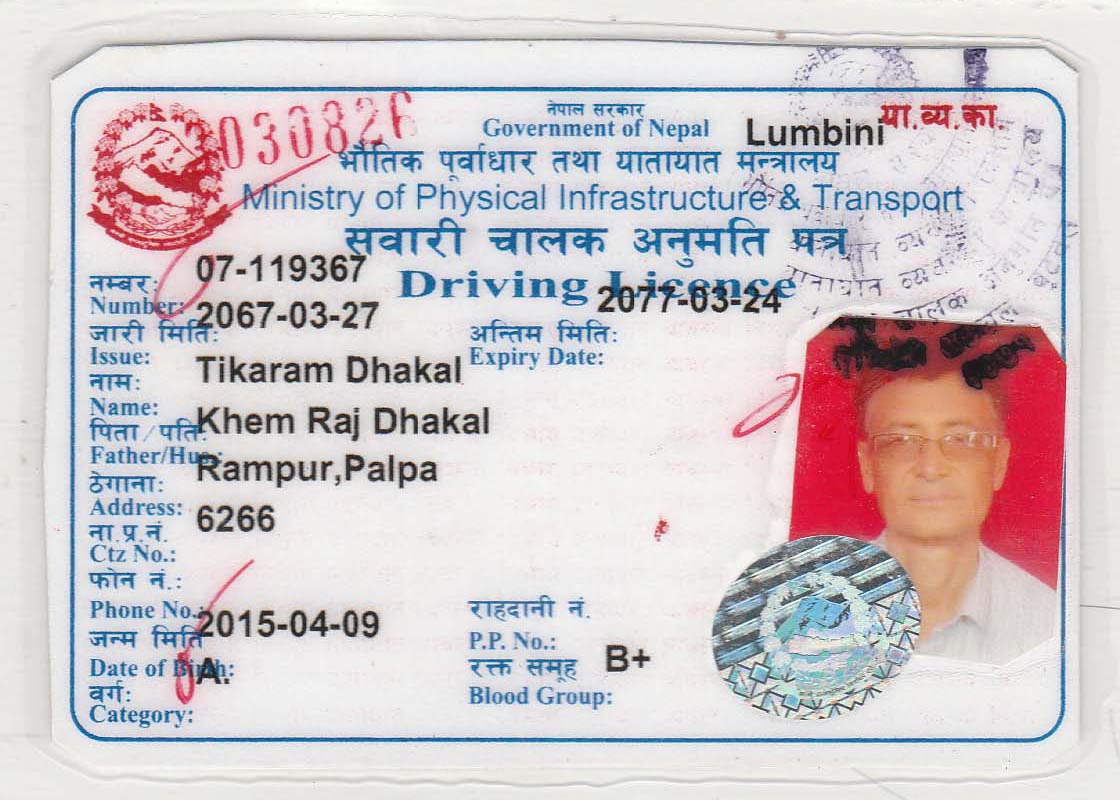 030826
नेपाल सरकार
Government of Nepal
Lumbini
या.व्य.का.
भौतिक पूर्वाधार तथा यातायात मन्त्रालय
Ministry of Physical Infrastructure & Transport
सवारी चालक अनुमति पत्र
Driving Licence
नम्बर: 07-119367
Number:
जारी मिति: 2067-03-27
Issue:
अन्तिम मिति: 2077-03-24
Expiry Date:
नाम: Tikaram Dhakal
Name:
पिता/पति: Khem Raj Dhakal
Father/Hus.:
ठेगाना: Rampur,Palpa
Address:
ना.प्र.नं. 6266
Ctz No.:
फोन नं.:
Phone No.:
राहदानी नं.
P.P. No.:
जन्म मिति 2015-04-09
Date of Birth:
रक्त समूह B+
Blood Group:
वर्ग: A.
Category: